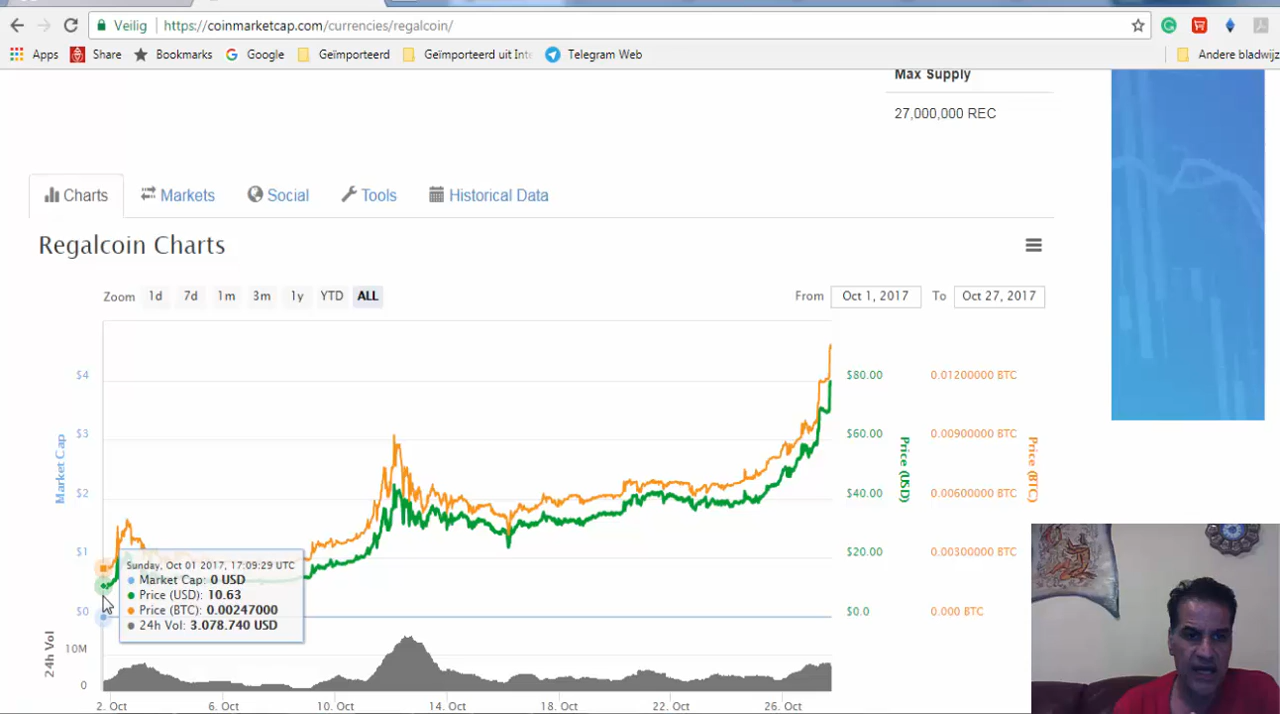 Veilig https://coinmarketcap.com/currencies/regalcoin/
Apps Share Bookmarks Google Geïmporteerd Geïmporteerd uit Inte Telegram Web Andere bladwijz
Max Supply
27,000,000 REC
Charts Markets Social Tools Historical Data
Regalcoin Charts
Zoom 1d 7d 1m 3m 1y YTD ALL From Oct 1, 2017 To Oct 27, 2017
$4 $80.00 0.01200000 BTC
$3 $60.00 0.00900000 BTC
Market Cap Price (USD) Price (BTC)
$2 $40.00 0.00600000 BTC
$1 $20.00 0.00300000 BTC
Sunday, Oct 01 2017, 17:09:29 UTC
Market Cap: 0 USD
Price (USD): 10.63
Price (BTC): 0.00247000
24h Vol: 3.078.740 USD
$0 $0.0 0.000 BTC
24h Vol
10M
0
2. Oct 6. Oct 10. Oct 14. Oct 18. Oct 22. Oct 26. Oct